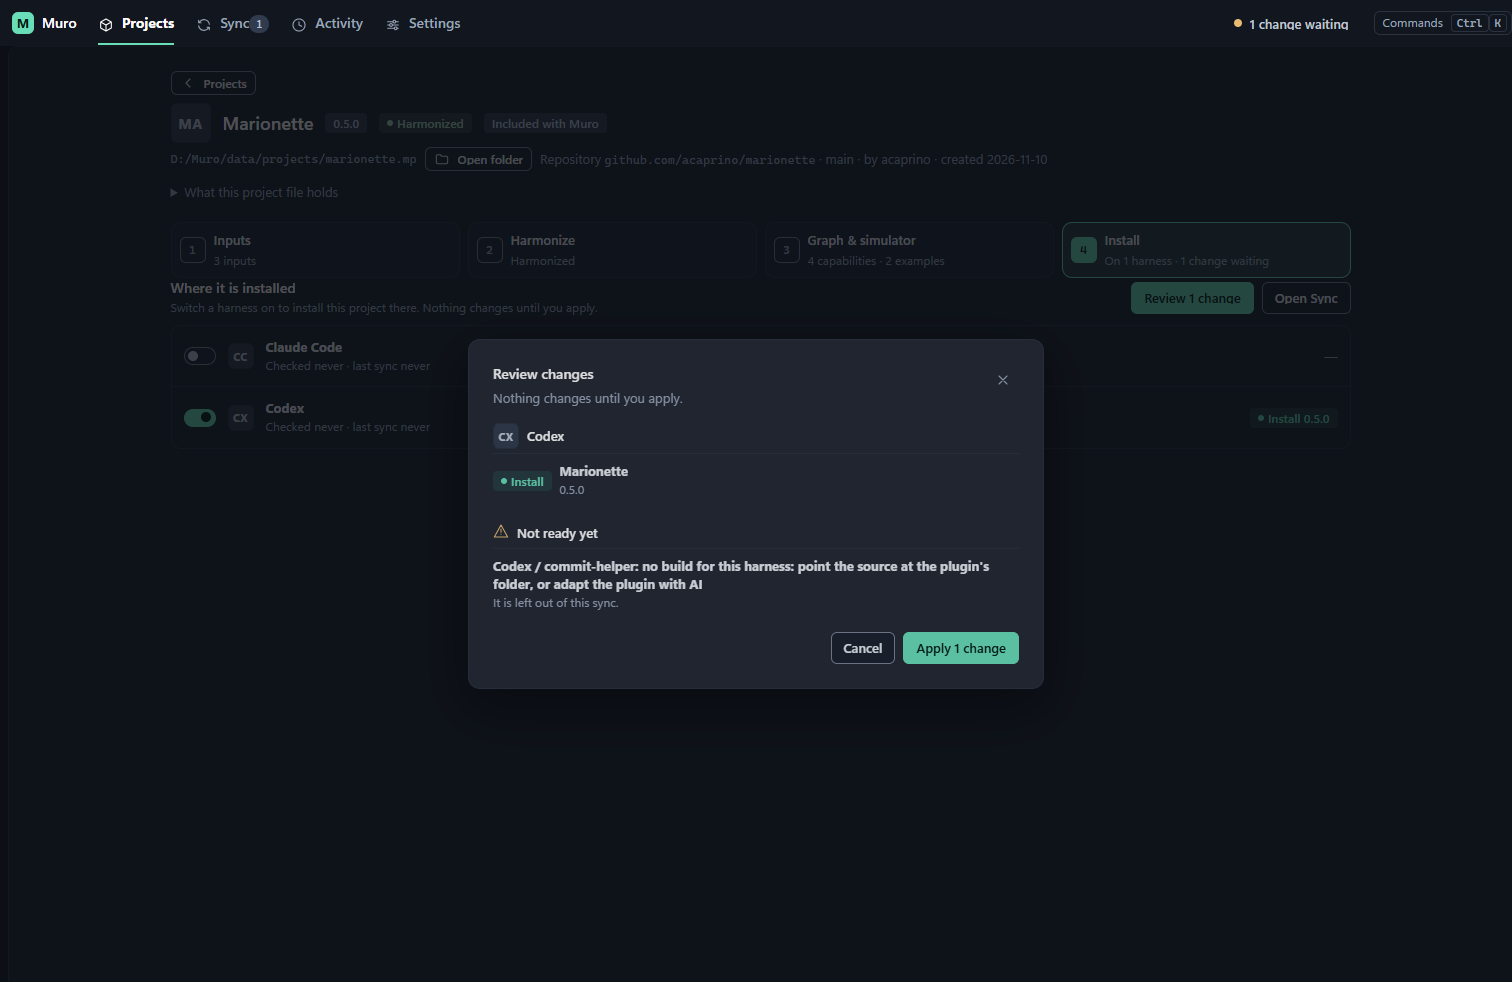 M Muro Projects Sync 1 Activity Settings 1 change waiting Commands Ctrl K
Projects
MA Marionette 0.5.0 Harmonized Included with Muro
D:/Muro/data/projects/marionette.mp Open folder Repository github.com/acaprino/marionette · main · by acaprino · created 2026-11-10
What this project file holds
1 Inputs
3 inputs
2 Harmonize
Harmonized
3 Graph & simulator
4 capabilities · 2 examples
4 Install
On 1 harness · 1 change waiting
Where it is installed
Switch a harness on to install this project there. Nothing changes until you apply.
Review 1 change Open Sync
CC Claude Code
Checked never · last sync never
—
CX Codex
Checked never · last sync never
Install 0.5.0
Review changes
Nothing changes until you apply.
CX Codex
Install Marionette
0.5.0
Not ready yet
Codex / commit-helper: no build for this harness: point the source at the plugin's
folder, or adapt the plugin with AI
It is left out of this sync.
Cancel Apply 1 change